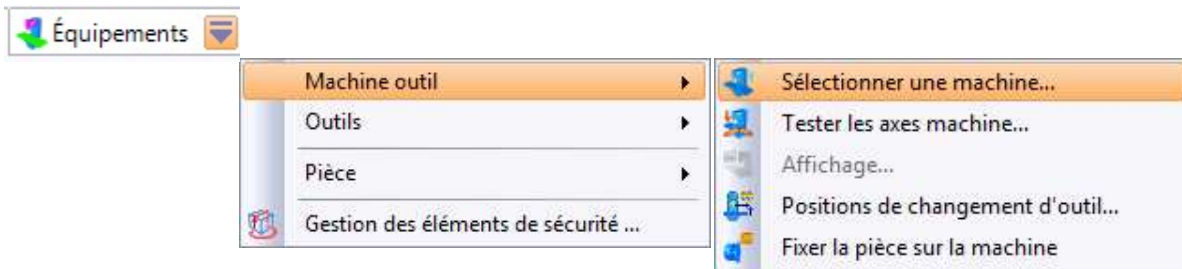 Équipements
Machine outil
Outils
Pièce
Gestion des éléments de sécurité ...
Sélectionner une machine...
Tester les axes machine...
Affichage...
Positions de changement d'outil...
Fixer la pièce sur la machine